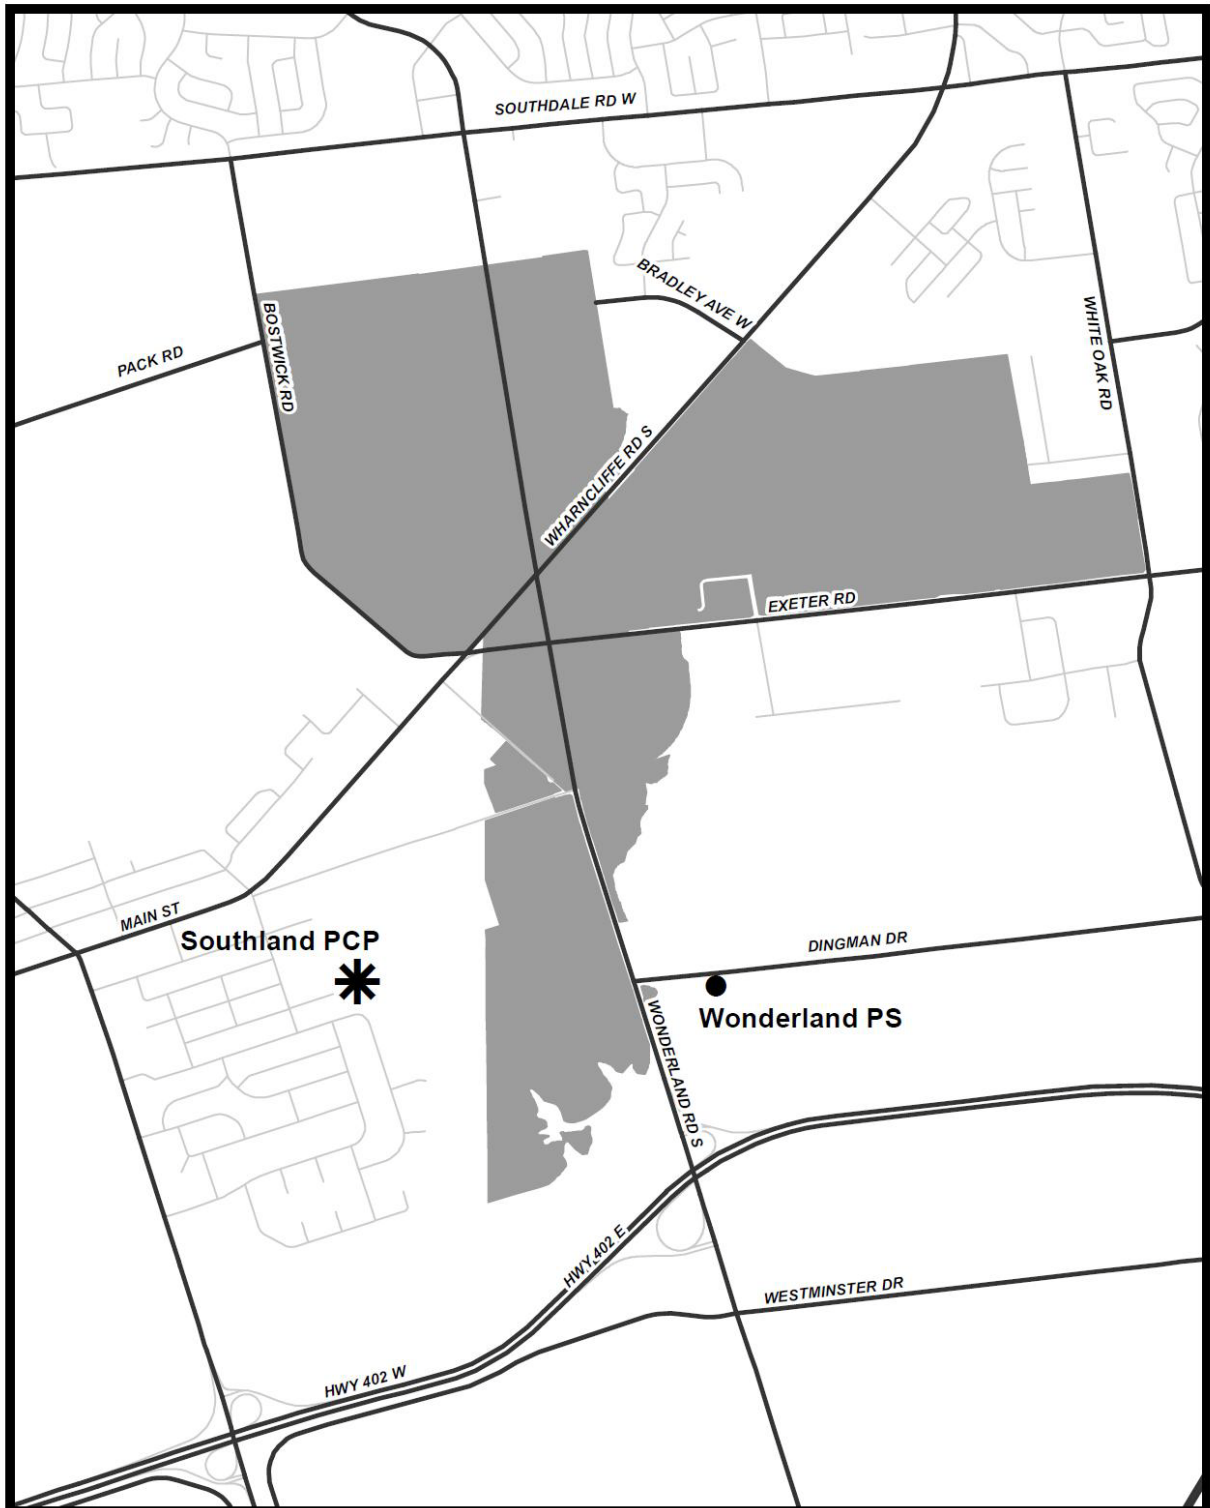 SOUTHDALE RD W
BRADLEY AVE W
BOSTWICK RD
WHITE OAK RD
PACK RD
WHARNCLIFFE RD S
EXETER RD
MAIN ST
Southland PCP
DINGMAN DR
Wonderland PS
WONDERLAND RD S
HWY 402 E
WESTMINSTER DR
HWY 402 W